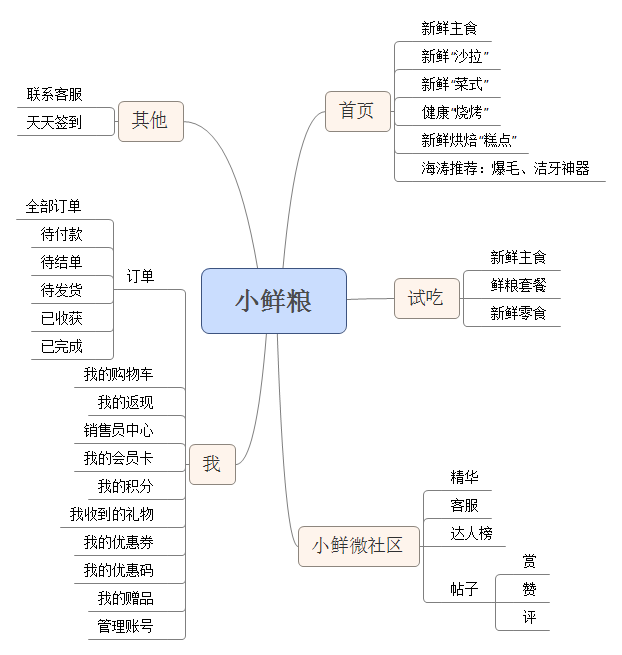 小鲜粮
首页
新鲜主食
新鲜“沙拉”
新鲜“菜式”
健康“烧烤”
新鲜烘焙“糕点”
海涛推荐：爆毛、洁牙神器
试吃
新鲜主食
鲜粮套餐
新鲜零食
小鲜微社区
精华
客服
达人榜
帖子
赏
赞
评
其他
联系客服
天天签到
我
订单
全部订单
待付款
待结单
待发货
已收获
已完成
我的购物车
我的返现
销售员中心
我的会员卡
我的积分
我收到的礼物
我的优惠券
我的优惠码
我的赠品
管理账号